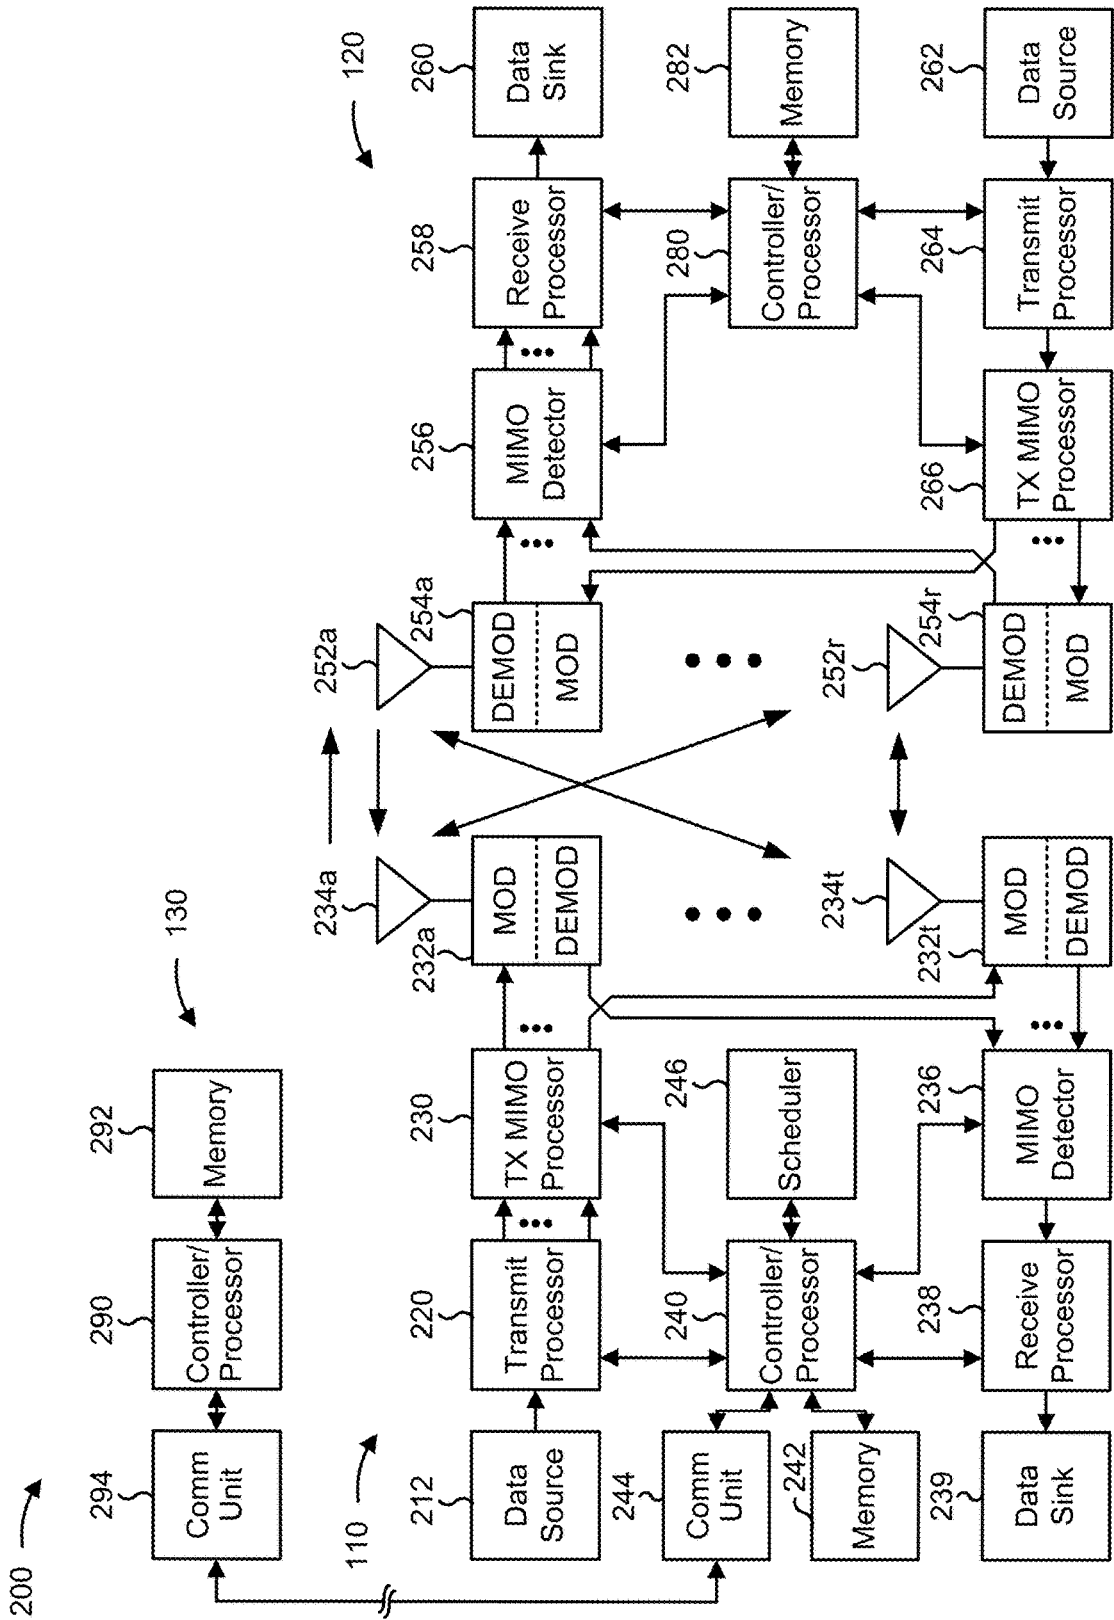 200
294
290
292
130
Comm
Unit
Controller/
Processor
Memory
110
234a
252a
120
212
220
230
232a
254a
256
258
260
Data
Source
Transmit
Processor
TX MIMO
Processor
MOD
DEMOD
DEMOD
MOD
MIMO
Detector
Receive
Processor
Data
Sink
244
240
246
280
282
Comm
Unit
242
Memory
Controller/
Processor
Scheduler
Controller/
Processor
Memory
234t
252r
239
238
236
232t
254r
266
264
262
Data
Sink
Receive
Processor
MIMO
Detector
MOD
DEMOD
DEMOD
MOD
TX MIMO
Processor
Transmit
Processor
Data
Source